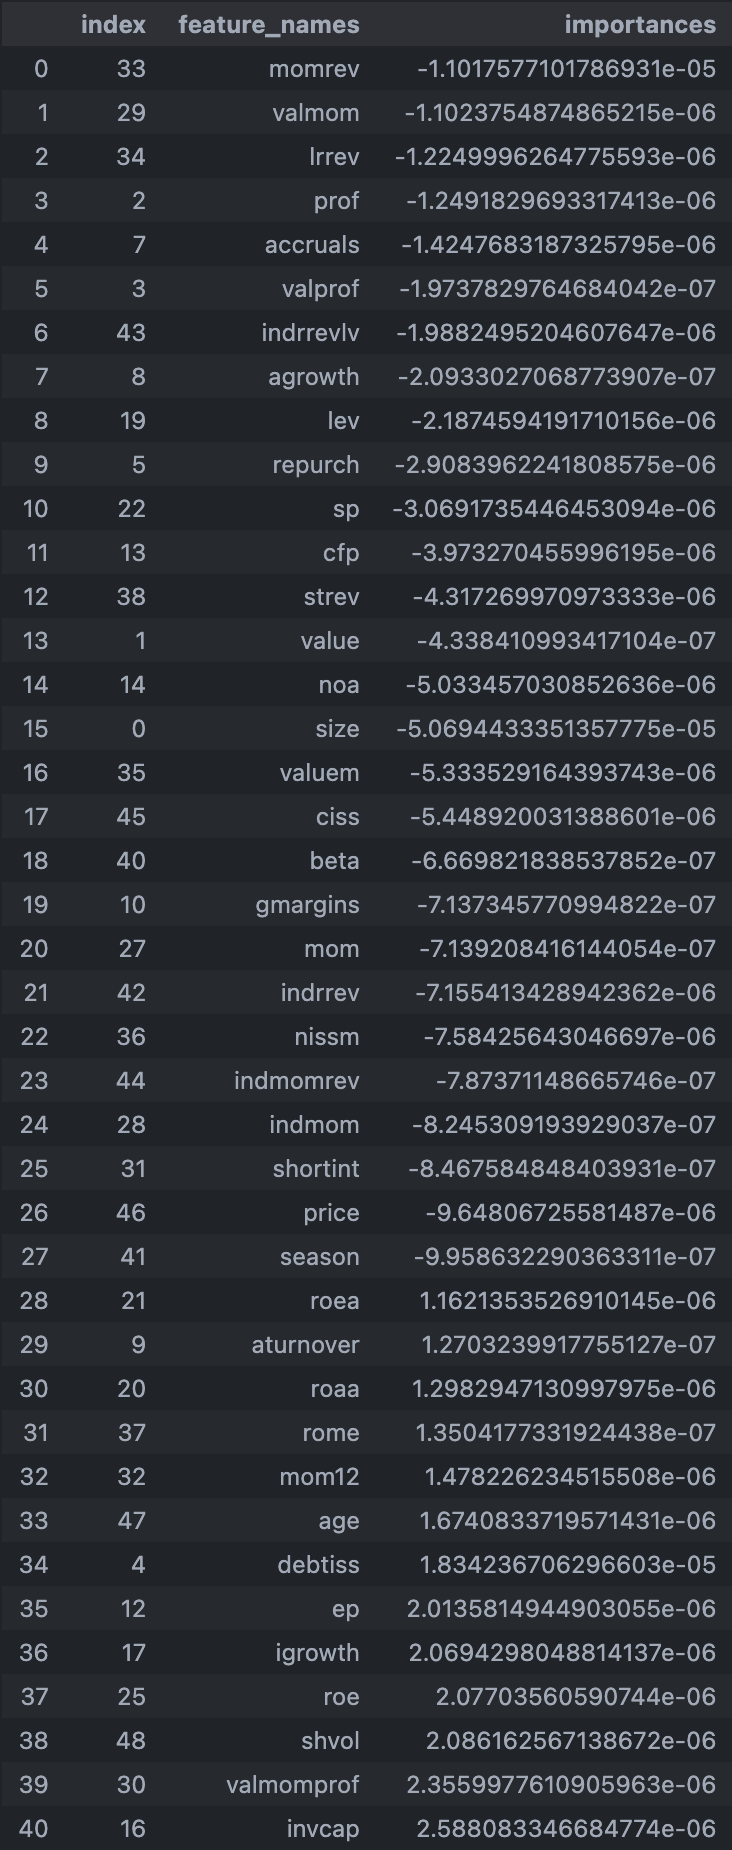 index feature_names importances
0 33 momrev -1.1017577101786931e-05
1 29 valmom -1.1023754874865215e-06
2 34 lrrev -1.2249996264775593e-06
3 2 prof -1.2491829693317413e-06
4 7 accruals -1.4247683187325795e-06
5 3 valprof -1.9737829764684042e-07
6 43 indrrevlv -1.9882495204607647e-06
7 8 agrowth -2.0933027068773907e-07
8 19 lev -2.1874594191710156e-06
9 5 repurch -2.9083962241808575e-06
10 22 sp -3.0691735446453094e-06
11 13 cfp -3.973270455996195e-06
12 38 strev -4.317269970973333e-06
13 1 value -4.338410993417104e-07
14 14 noa -5.033457030852636e-06
15 0 size -5.0694433351357775e-05
16 35 valuem -5.333529164393743e-06
17 45 ciss -5.448920031388601e-06
18 40 beta -6.669821838537852e-07
19 10 gmargins -7.137345770994822e-07
20 27 mom -7.139208416144054e-07
21 42 indrrev -7.155413428942362e-06
22 36 nissm -7.58425643046697e-06
23 44 indmomrev -7.87371148665746e-07
24 28 indmom -8.245309193929037e-07
25 31 shortint -8.467584848403931e-07
26 46 price -9.64806725581487e-06
27 41 season -9.958632290363311e-07
28 21 roea 1.1621353526910145e-06
29 9 aturnover 1.2703239917755127e-07
30 20 roaa 1.2982947130997975e-06
31 37 rome 1.3504177331924438e-07
32 32 mom12 1.478226234515508e-06
33 47 age 1.6740833719571431e-06
34 4 debtiss 1.834236706296603e-05
35 12 ep 2.0135814944903055e-06
36 17 igrowth 2.0694298048814137e-06
37 25 roe 2.07703560590744e-06
38 48 shvol 2.086162567138672e-06
39 30 valmomprof 2.3559977610905963e-06
40 16 invcap 2.588083346684774e-06